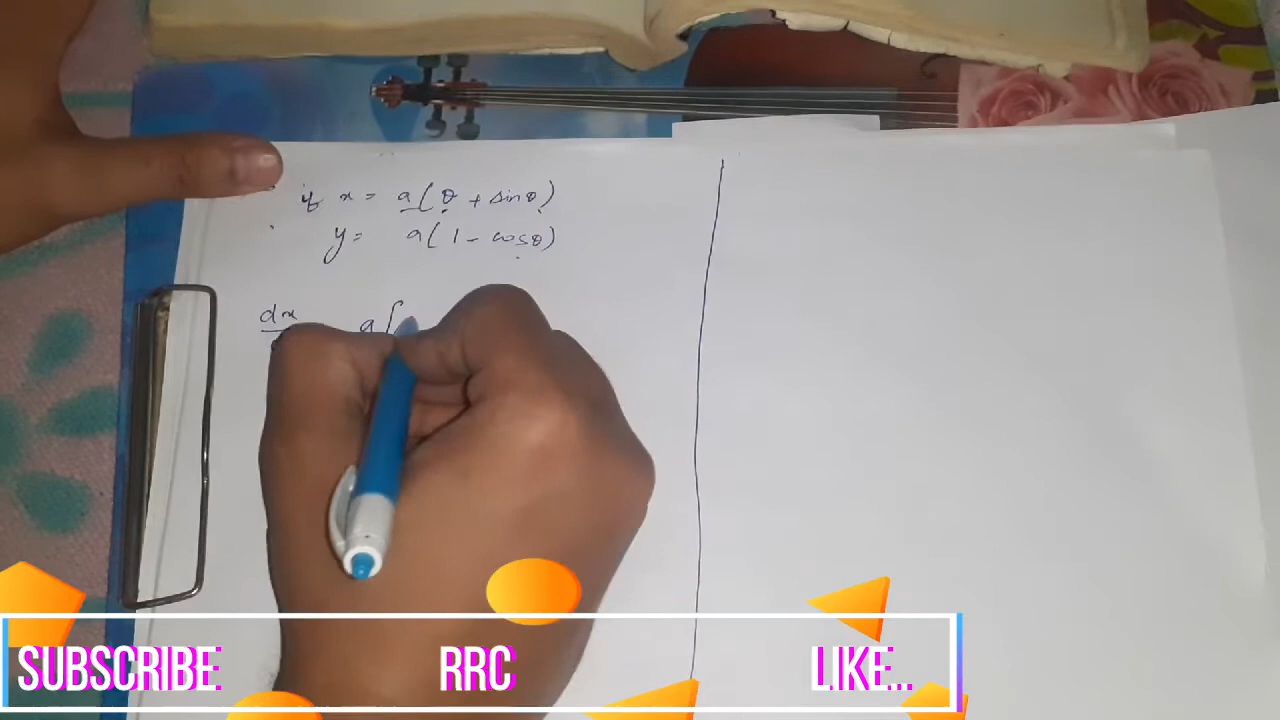 if x = a(θ + sinθ)
y = a(1 - cosθ)
dx a[
SUBSCRIBE RRC LIKE...